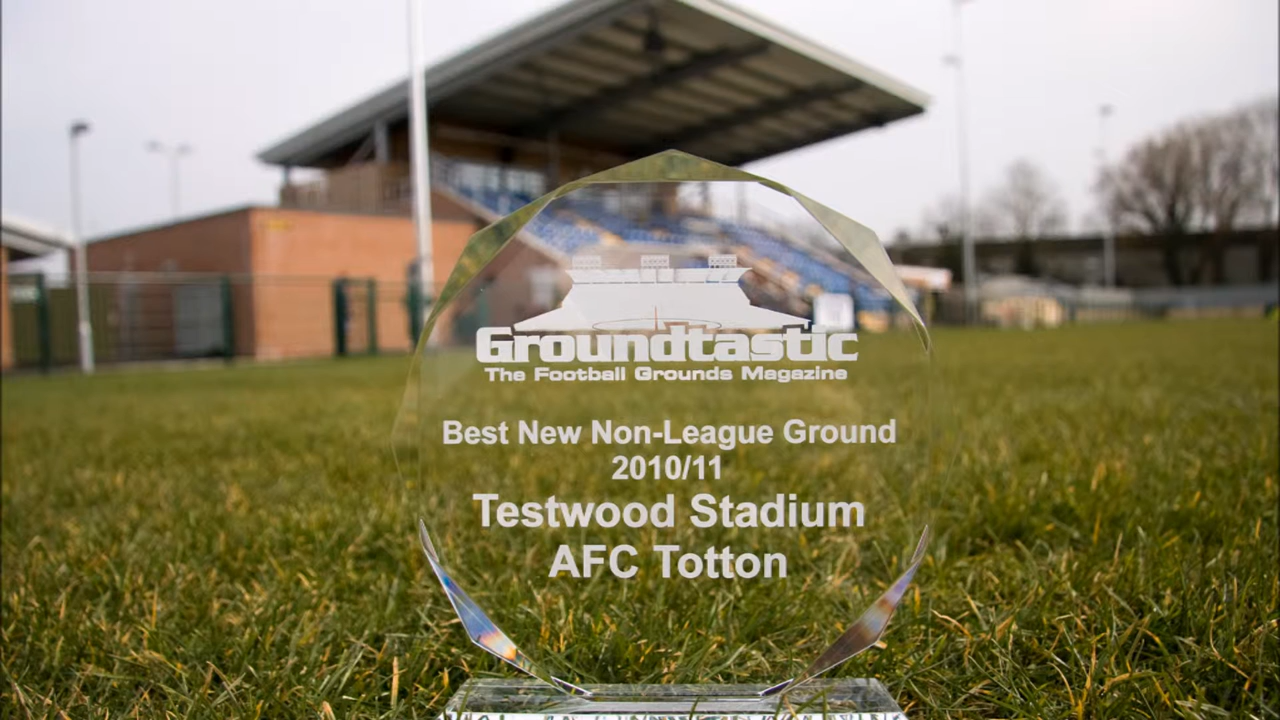 Groundtastic
The Football Grounds Magazine
Best New Non-League Ground
2010/11
Testwood Stadium
AFC Totton